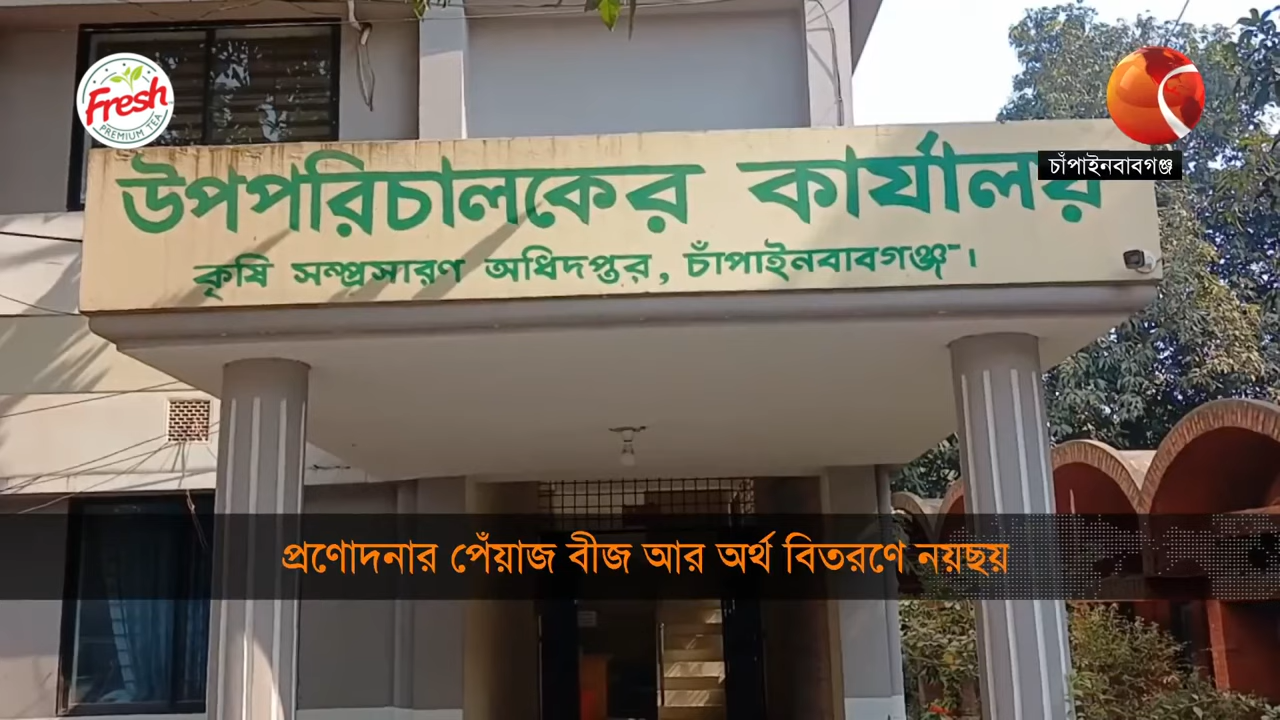 Fresh
PREMIUM TEA
চাঁপাইনবাবগঞ্জ
উপপরিচালকের কার্যালয়
কৃষি সম্প্রসারণ অধিদপ্তর, চাঁপাইনবাবগঞ্জ।
প্রণোদনার পেঁয়াজ বীজ আর অর্থ বিতরণে নয়ছয়